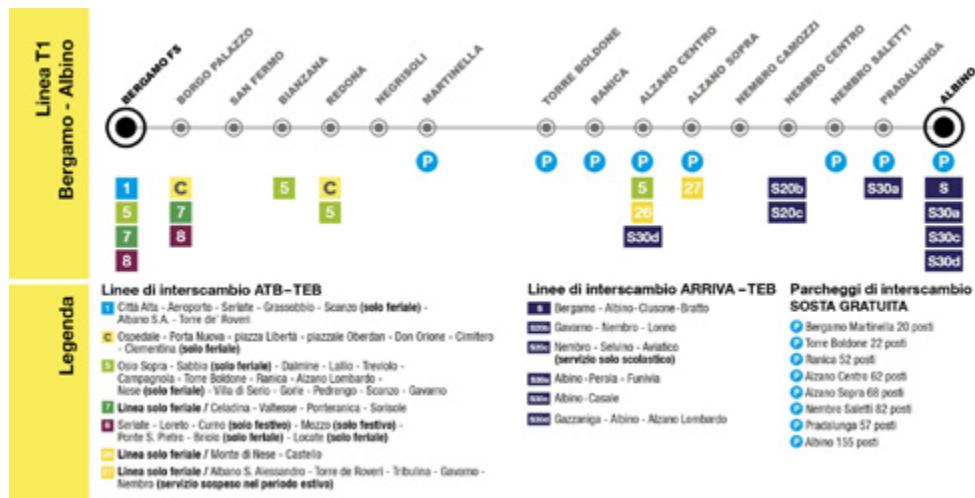 Linea T1
Bergamo - Albino
BERGAMO FS
BORGO PALAZZO
SAN FERMO
BIANZANA
REDONA
NEGRISOLI
MARTINELLA
TORRE BOLDONE
RANICA
ALZANO CENTRO
ALZANO SOPRA
NEMBRO CAMOZZI
NEMBRO CENTRO
NEMBRO SALETTI
PRADALUNGA
ALBINO
P P P P P P P P
1 C 5 C 5 27 S20b S30a S
5 7 5 26 S20c S30a
7 8 S30d S30c
8 S30d
Legenda
Linee di interscambio ATB-TEB
1 Città Alta - Aeroporto - Seriate - Grassobbio - Scanzo (solo feriale) -
Albano S.A. - Torre de' Roveri
C Ospedale - Porta Nuova - piazza Libertà - piazzale Oberdan - Don Orione - Cimitero
- Clementina (solo feriale)
5 Osio Sopra - Sabbio (solo feriale) - Dalmine - Lallio - Treviolo -
Campagnola - Torre Boldone - Ranica - Alzano Lombardo -
Nese (solo feriale) - Villa di Serio - Gorle - Pedrengo - Scanzo - Gavarno
7 Linea solo feriale / Celadina - Valtesse - Ponteranica - Sorisole
8 Seriate - Loreto - Curno (solo festivo) - Mozzo (solo festivo) -
Ponte S. Pietro - Briolo (solo feriale) - Locate (solo feriale)
26 Linea solo feriale / Monte di Nese - Castello
27 Linea solo feriale / Albano S. Alessandro - Torre de Roveri - Tribulina - Gavarno -
Nembro (servizio sospeso nel periodo estivo)
Linee di interscambio ARRIVA -TEB
S Bergamo - Albino - Clusone - Bratto
S20b Gavarno - Nembro - Lonno
S20c Nembro - Selvino - Aviatico
(servizio solo scolastico)
S30a Albino - Peroia - Funivia
S30c Albino - Casale
S30d Gazzaniga - Albino - Alzano Lombardo
Parcheggi di interscambio
SOSTA GRATUITA
P Bergamo Martinella 20 posti
P Torre Boldone 22 posti
P Ranica 52 posti
P Alzano Centro 62 posti
P Alzano Sopra 68 posti
P Nembro Saletti 82 posti
P Pradalunga 57 posti
P Albino 155 posti